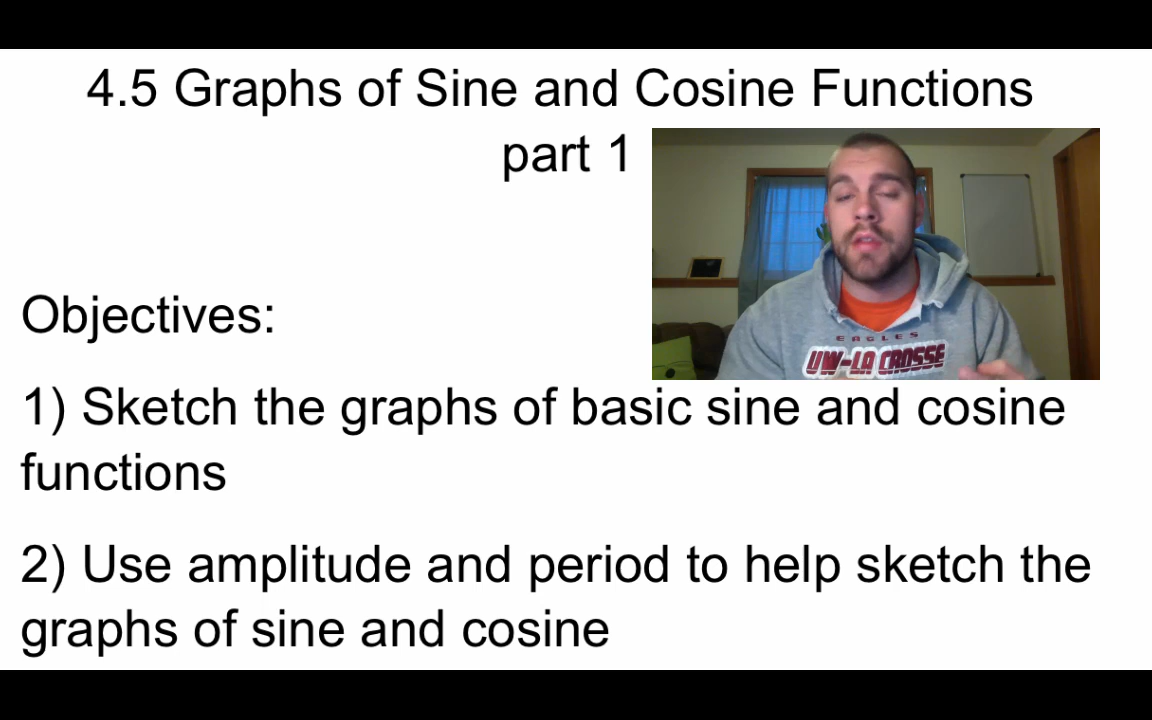 4.5 Graphs of Sine and Cosine Functions
part 1
EAGLES
UW-LA CROSSE
Objectives:
1) Sketch the graphs of basic sine and cosine
functions
2) Use amplitude and period to help sketch the
graphs of sine and cosine